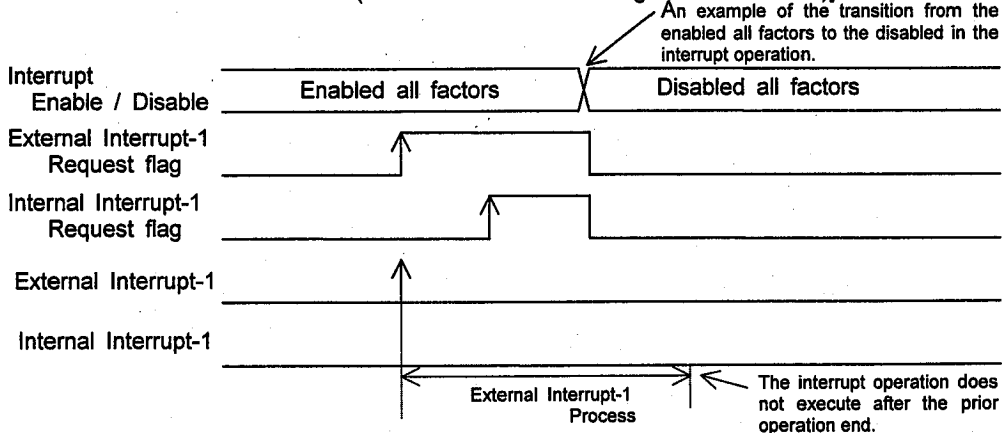 An example of the transition from the
enabled all factors to the disabled in the
interrupt operation.
Interrupt
Enable / Disable
Enabled all factors
Disabled all factors
External Interrupt-1
Request flag
Internal Interrupt-1
Request flag
External Interrupt-1
Internal Interrupt-1
External Interrupt-1
Process
The interrupt operation does
not execute after the prior
operation end.